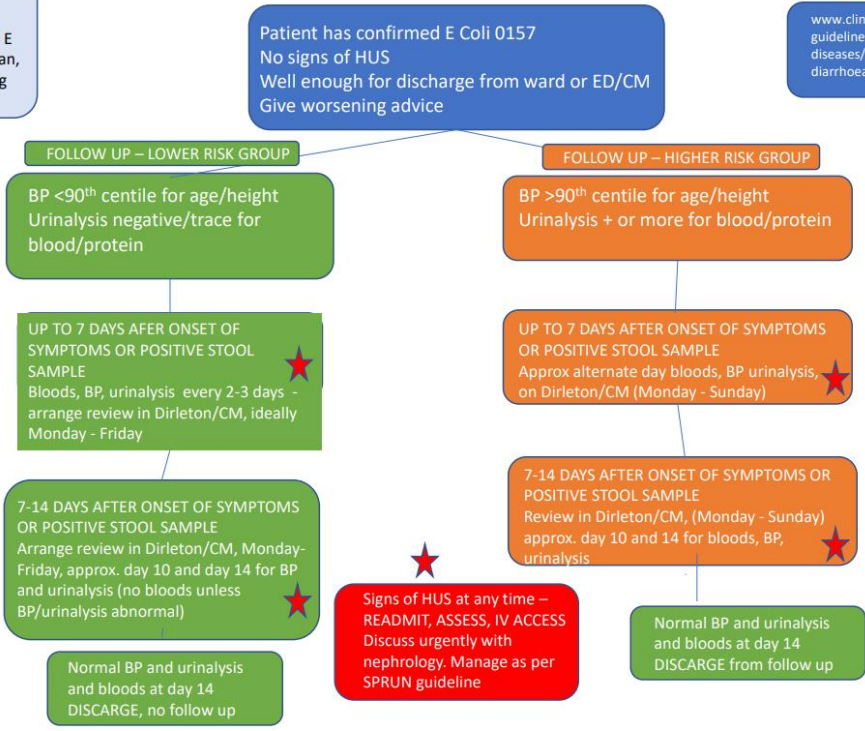 E
an,
g
Patient has confirmed E Coli 0157
No signs of HUS
Well enough for discharge from ward or ED/CM
Give worsening advice
www.clin
guideline
diseases/
diarrhoea
FOLLOW UP – LOWER RISK GROUP
BP <90th centile for age/height
Urinalysis negative/trace for
blood/protein
UP TO 7 DAYS AFER ONSET OF
SYMPTOMS OR POSITIVE STOOL
SAMPLE
Bloods, BP, urinalysis every 2-3 days -
arrange review in Dirleton/CM, ideally
Monday - Friday
7-14 DAYS AFTER ONSET OF SYMPTOMS
OR POSITIVE STOOL SAMPLE
Arrange review in Dirleton/CM, Monday-
Friday, approx. day 10 and day 14 for BP
and urinalysis (no bloods unless
BP/urinalysis abnormal)
Normal BP and urinalysis
and bloods at day 14
DISCARGE, no follow up
FOLLOW UP – HIGHER RISK GROUP
BP >90th centile for age/height
Urinalysis + or more for blood/protein
UP TO 7 DAYS AFTER ONSET OF SYMPTOMS
OR POSITIVE STOOL SAMPLE
Approx alternate day bloods, BP urinalysis,
on Dirleton/CM (Monday - Sunday)
7-14 DAYS AFTER ONSET OF SYMPTOMS OR
POSITIVE STOOL SAMPLE
Review in Dirleton/CM, (Monday - Sunday)
approx. day 10 and 14 for bloods, BP,
urinalysis
Normal BP and urinalysis
and bloods at day 14
DISCARGE from follow up
Signs of HUS at any time –
READMIT, ASSESS, IV ACCESS
Discuss urgently with
nephrology. Manage as per
SPRUN guideline